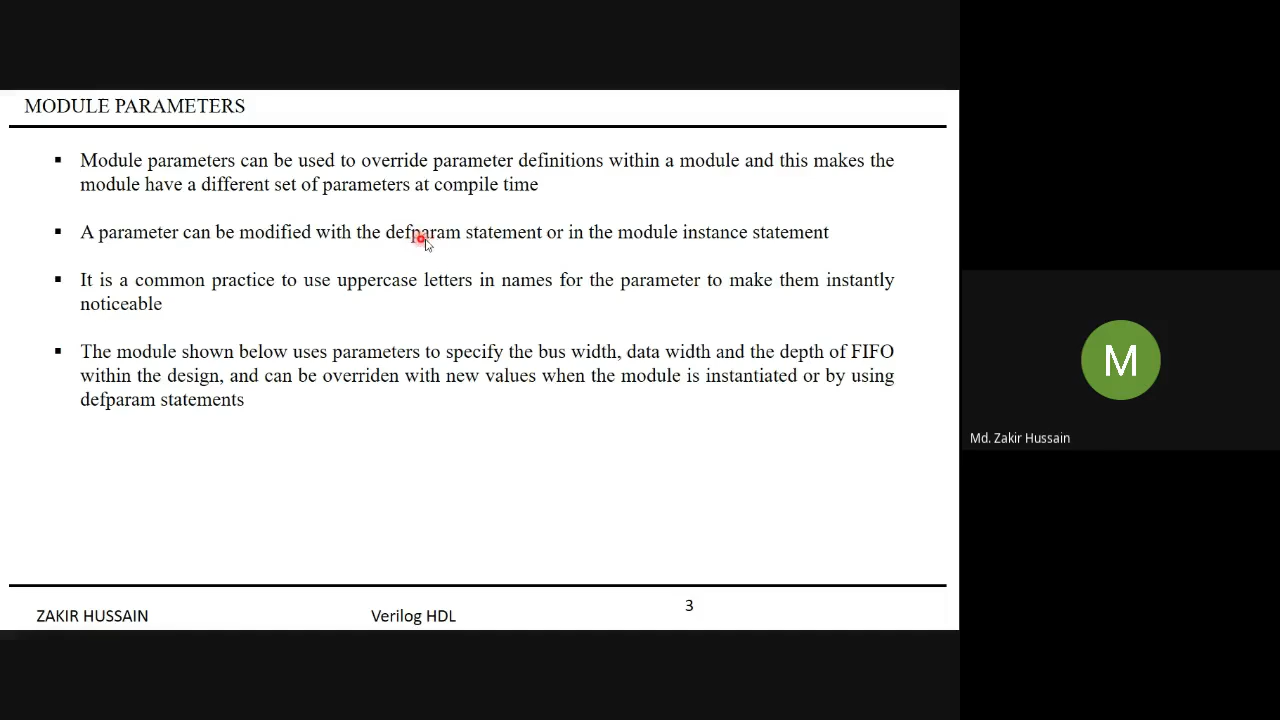 MODULE PARAMETERS
▪ Module parameters can be used to override parameter definitions within a module and this makes the
module have a different set of parameters at compile time
▪ A parameter can be modified with the defparam statement or in the module instance statement
▪ It is a common practice to use uppercase letters in names for the parameter to make them instantly
noticeable
▪ The module shown below uses parameters to specify the bus width, data width and the depth of FIFO
within the design, and can be overriden with new values when the module is instantiated or by using
defparam statements
M
Md. Zakir Hussain
ZAKIR HUSSAIN
Verilog HDL
3